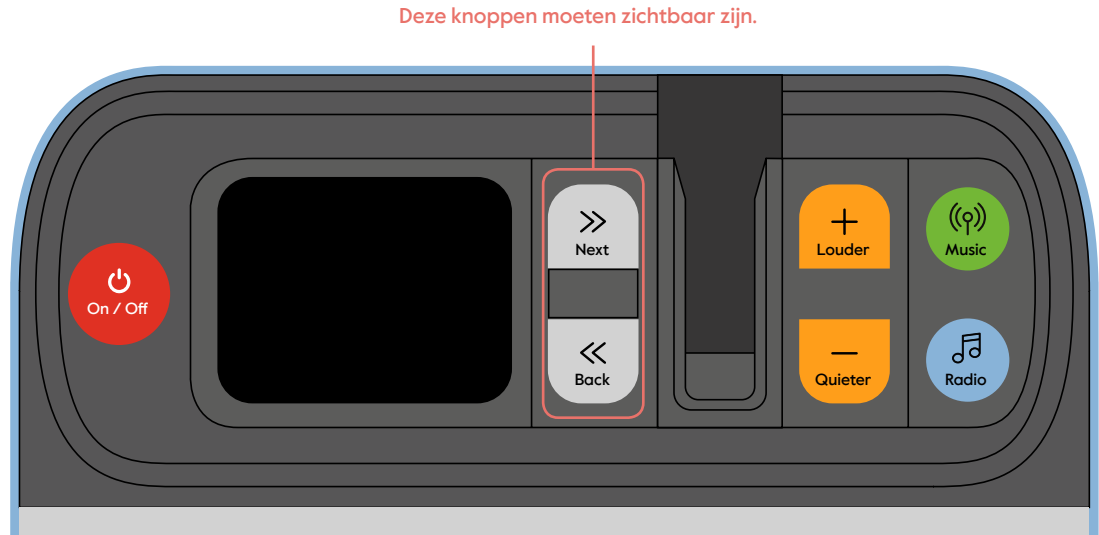 Deze knoppen moeten zichtbaar zijn.
On / Off
Next
Back
Louder
Quieter
Music
Radio